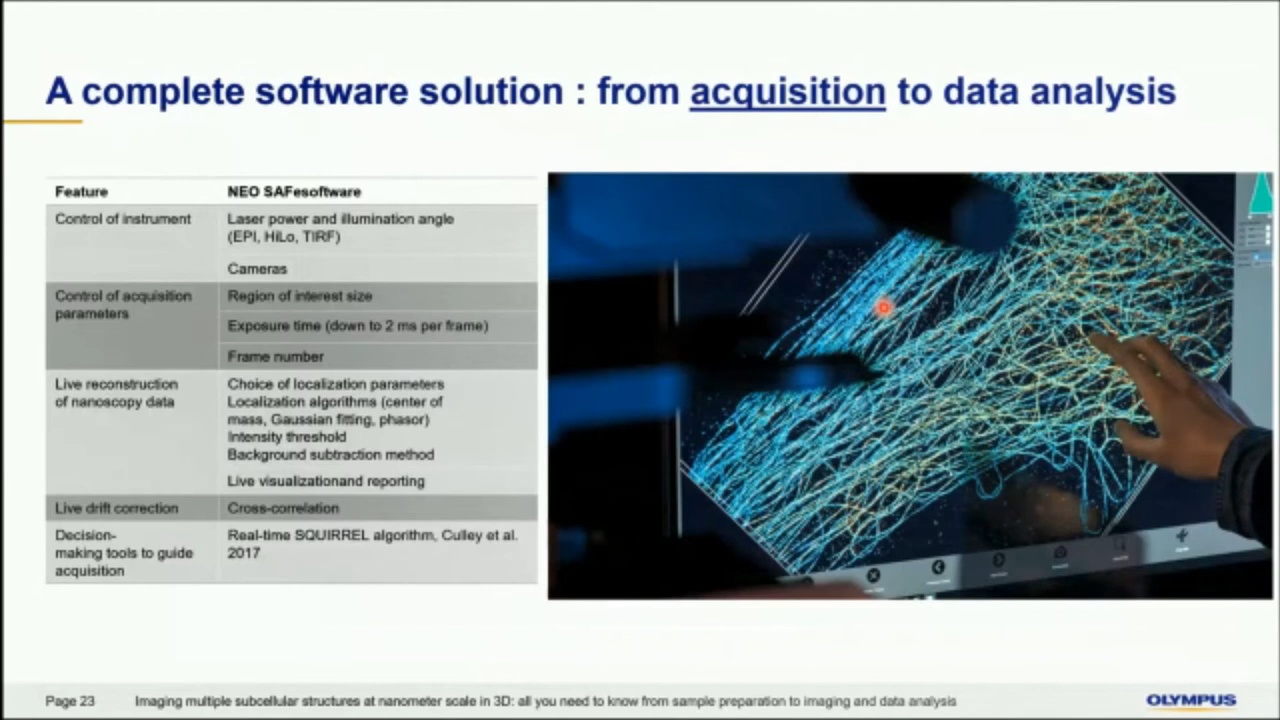 A complete software solution : from acquisition to data analysis
Feature
NEO SAFesoftware
Control of instrument
Laser power and illumination angle
(EPI, HiLo, TIRF)
Cameras
Control of acquisition
parameters
Region of interest size
Exposure time (down to 2 ms per frame)
Frame number
Live reconstruction
of nanoscopy data
Choice of localization parameters
Localization algorithms (center of
mass, Gaussian fitting, phasor)
Intensity threshold
Background subtraction method
Live visualizationand reporting
Live drift correction
Cross-correlation
Decision-
making tools to guide
acquisition
Real-time SQUIRREL algorithm, Culley et al.
2017
Page 23
Imaging multiple subcellular structures at nanometer scale in 3D: all you need to know from sample preparation to imaging and data analysis
OLYMPUS